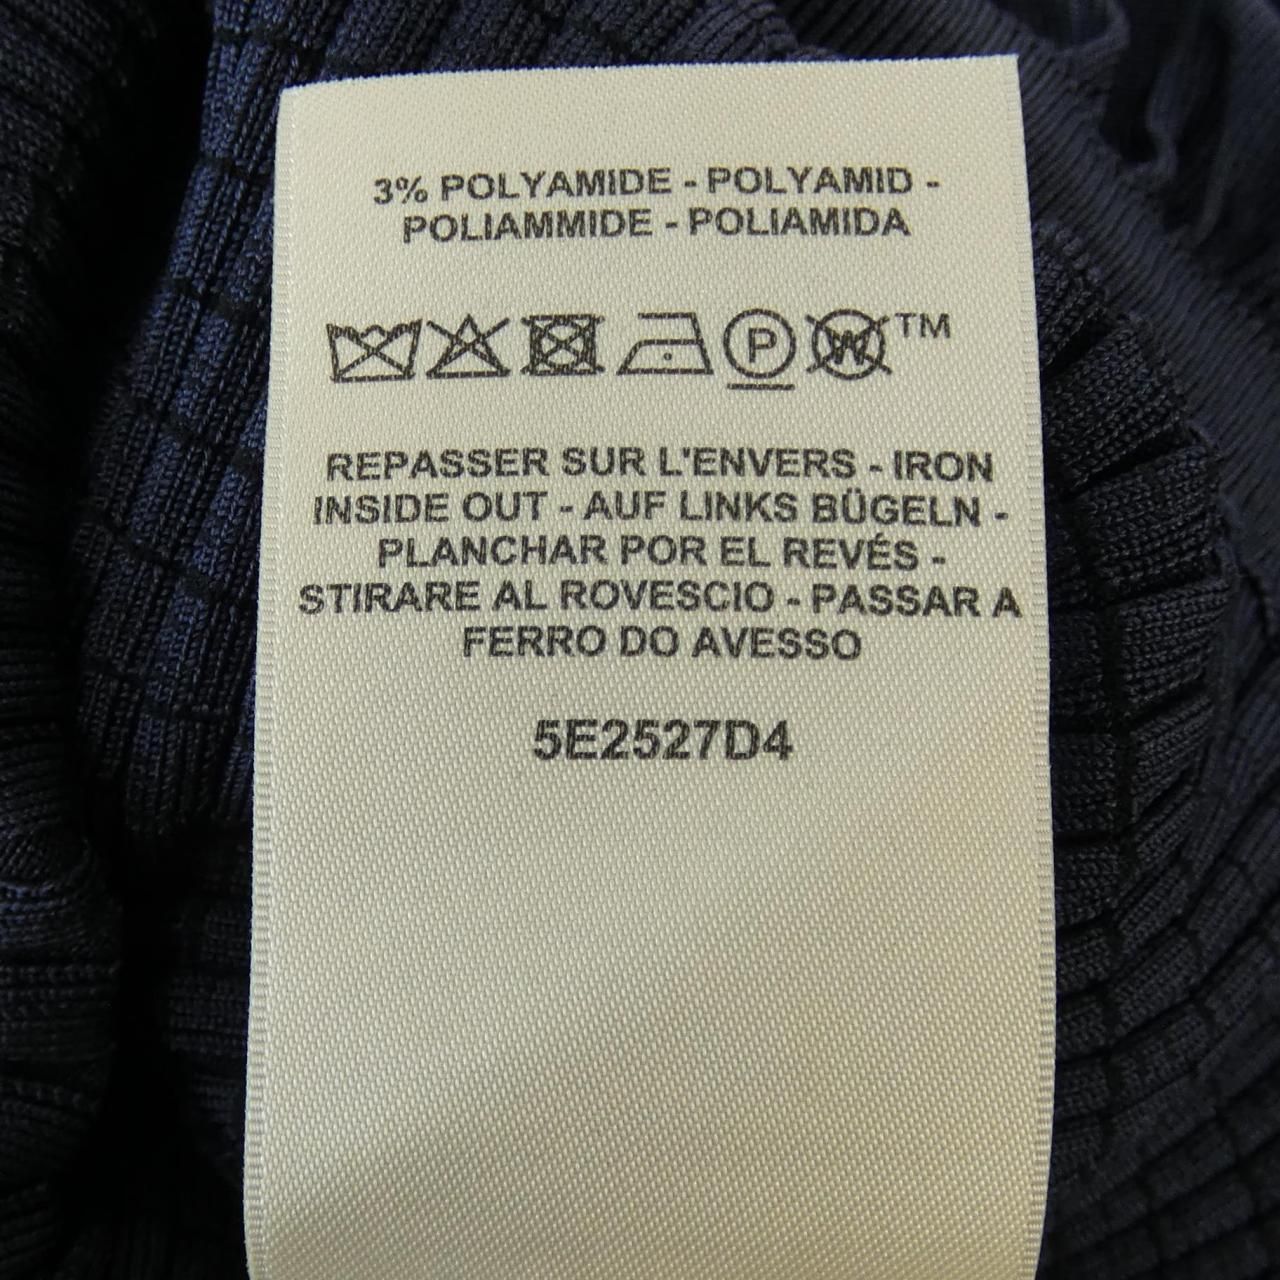 3% POLYAMIDE - POLYAMID -
POLIAMMIDE - POLIAMIDA
P W TM
REPASSER SUR L'ENVERS - IRON
INSIDE OUT - AUF LINKS BÜGELN -
PLANCHAR POR EL REVÉS -
STIRARE AL ROVESCIO - PASSAR A
FERRO DO AVESSO
5E2527D4